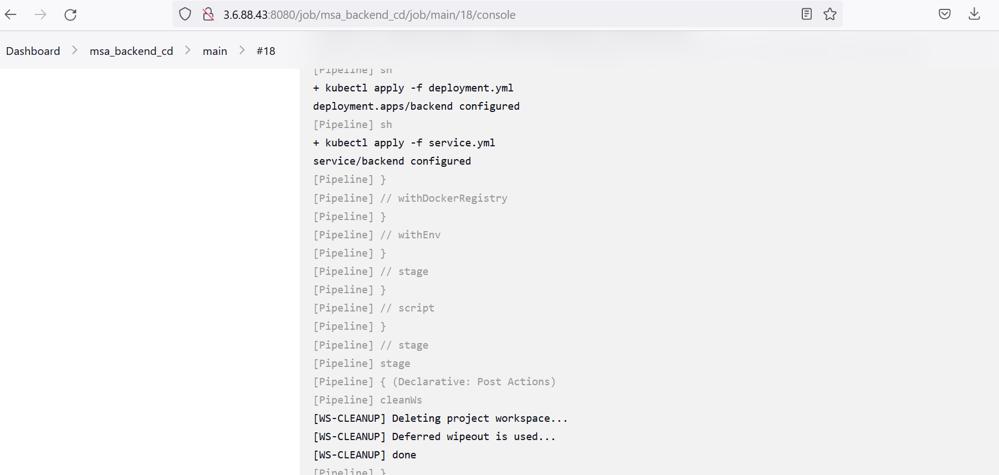 3.6.88.43:8080/job/msa_backend_cd/job/main/18/console
Dashboard > msa_backend_cd > main > #18
[Pipeline] sh
+ kubectl apply -f deployment.yml
deployment.apps/backend configured
[Pipeline] sh
+ kubectl apply -f service.yml
service/backend configured
[Pipeline] }
[Pipeline] // withDockerRegistry
[Pipeline] }
[Pipeline] // withEnv
[Pipeline] }
[Pipeline] // stage
[Pipeline] }
[Pipeline] // script
[Pipeline] }
[Pipeline] // stage
[Pipeline] stage
[Pipeline] { (Declarative: Post Actions)
[Pipeline] cleanWs
[WS-CLEANUP] Deleting project workspace...
[WS-CLEANUP] Deferred wipeout is used...
[WS-CLEANUP] done
[Pipeline] }